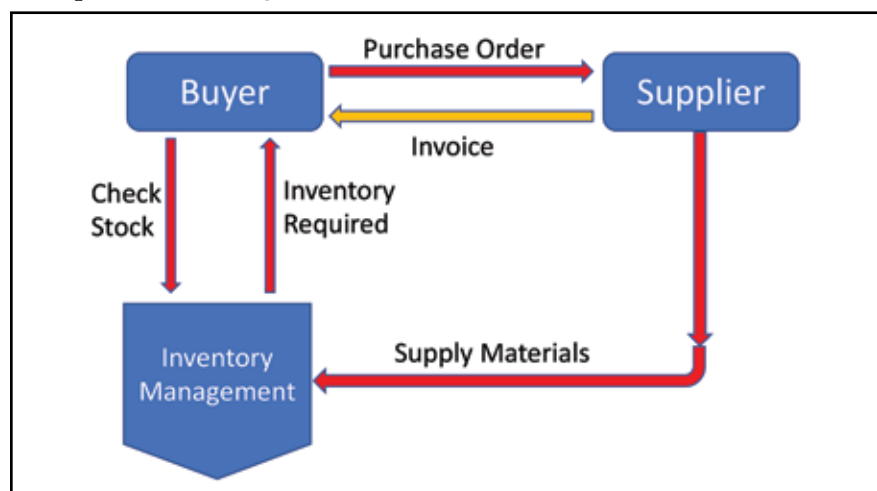 Purchase Order
Buyer
Supplier
Invoice
Check
Stock
Inventory
Required
Inventory
Management
Supply Materials